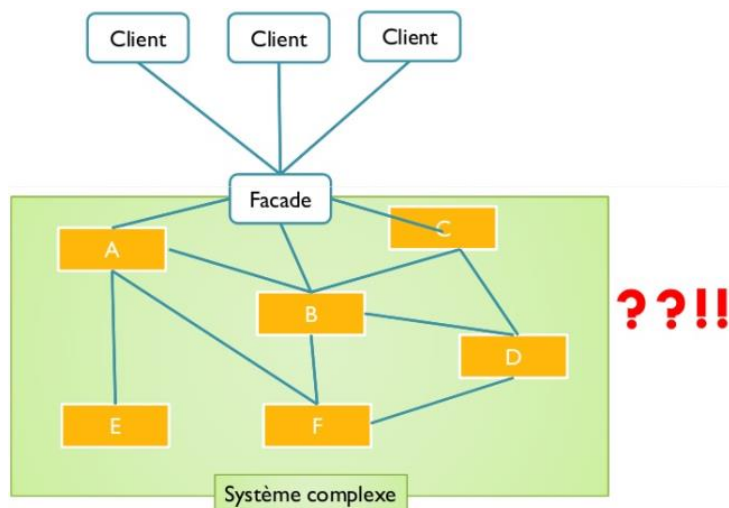 Client
Client
Client
Facade
A
C
B
D
E
F
??!!
Système complexe